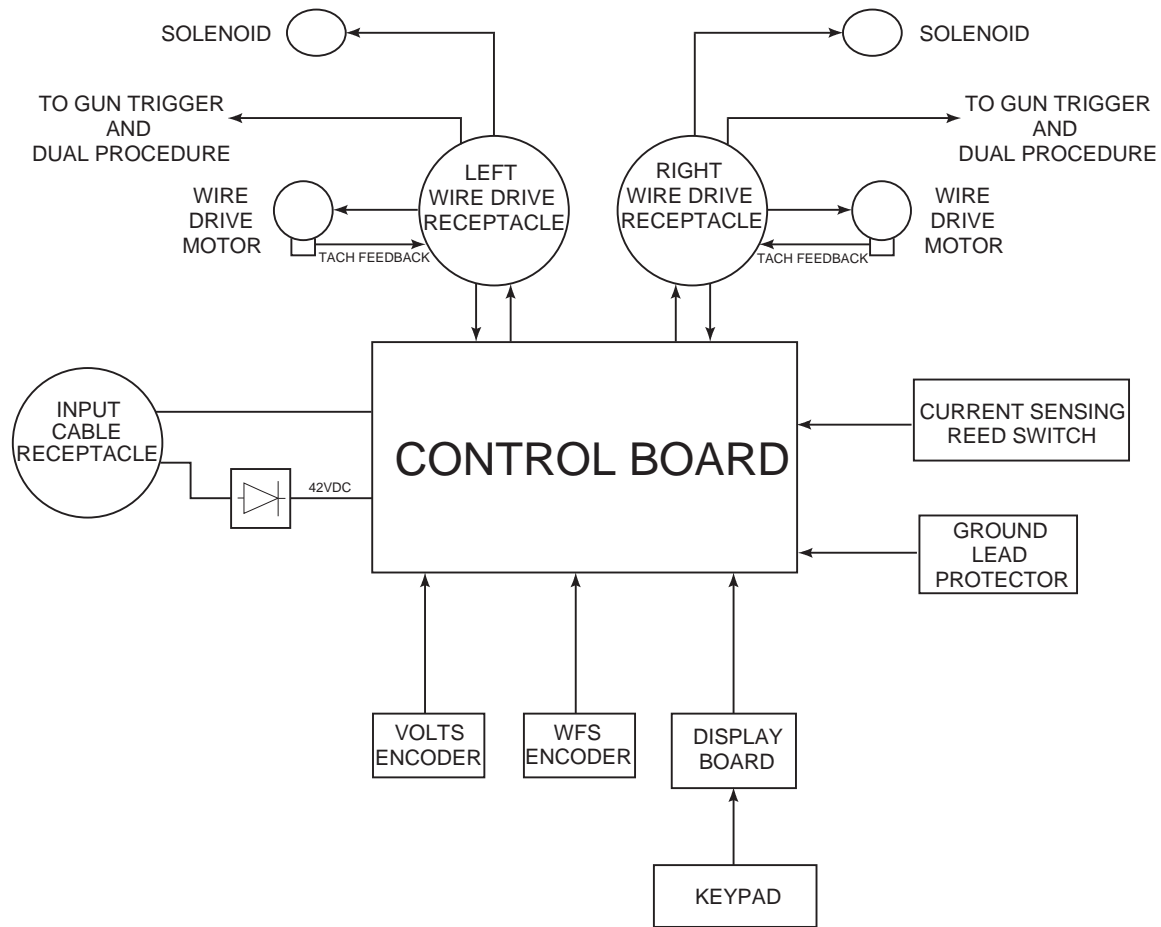 SOLENOID
SOLENOID
TO GUN TRIGGER
AND
DUAL PROCEDURE
TO GUN TRIGGER
AND
DUAL PROCEDURE
LEFT
WIRE DRIVE
RECEPTACLE
RIGHT
WIRE DRIVE
RECEPTACLE
WIRE
DRIVE
MOTOR
WIRE
DRIVE
MOTOR
TACH FEEDBACK
TACH FEEDBACK
INPUT
CABLE
RECEPTACLE
42VDC
CONTROL BOARD
CURRENT SENSING
REED SWITCH
GROUND
LEAD
PROTECTOR
VOLTS
ENCODER
WFS
ENCODER
DISPLAY
BOARD
KEYPAD